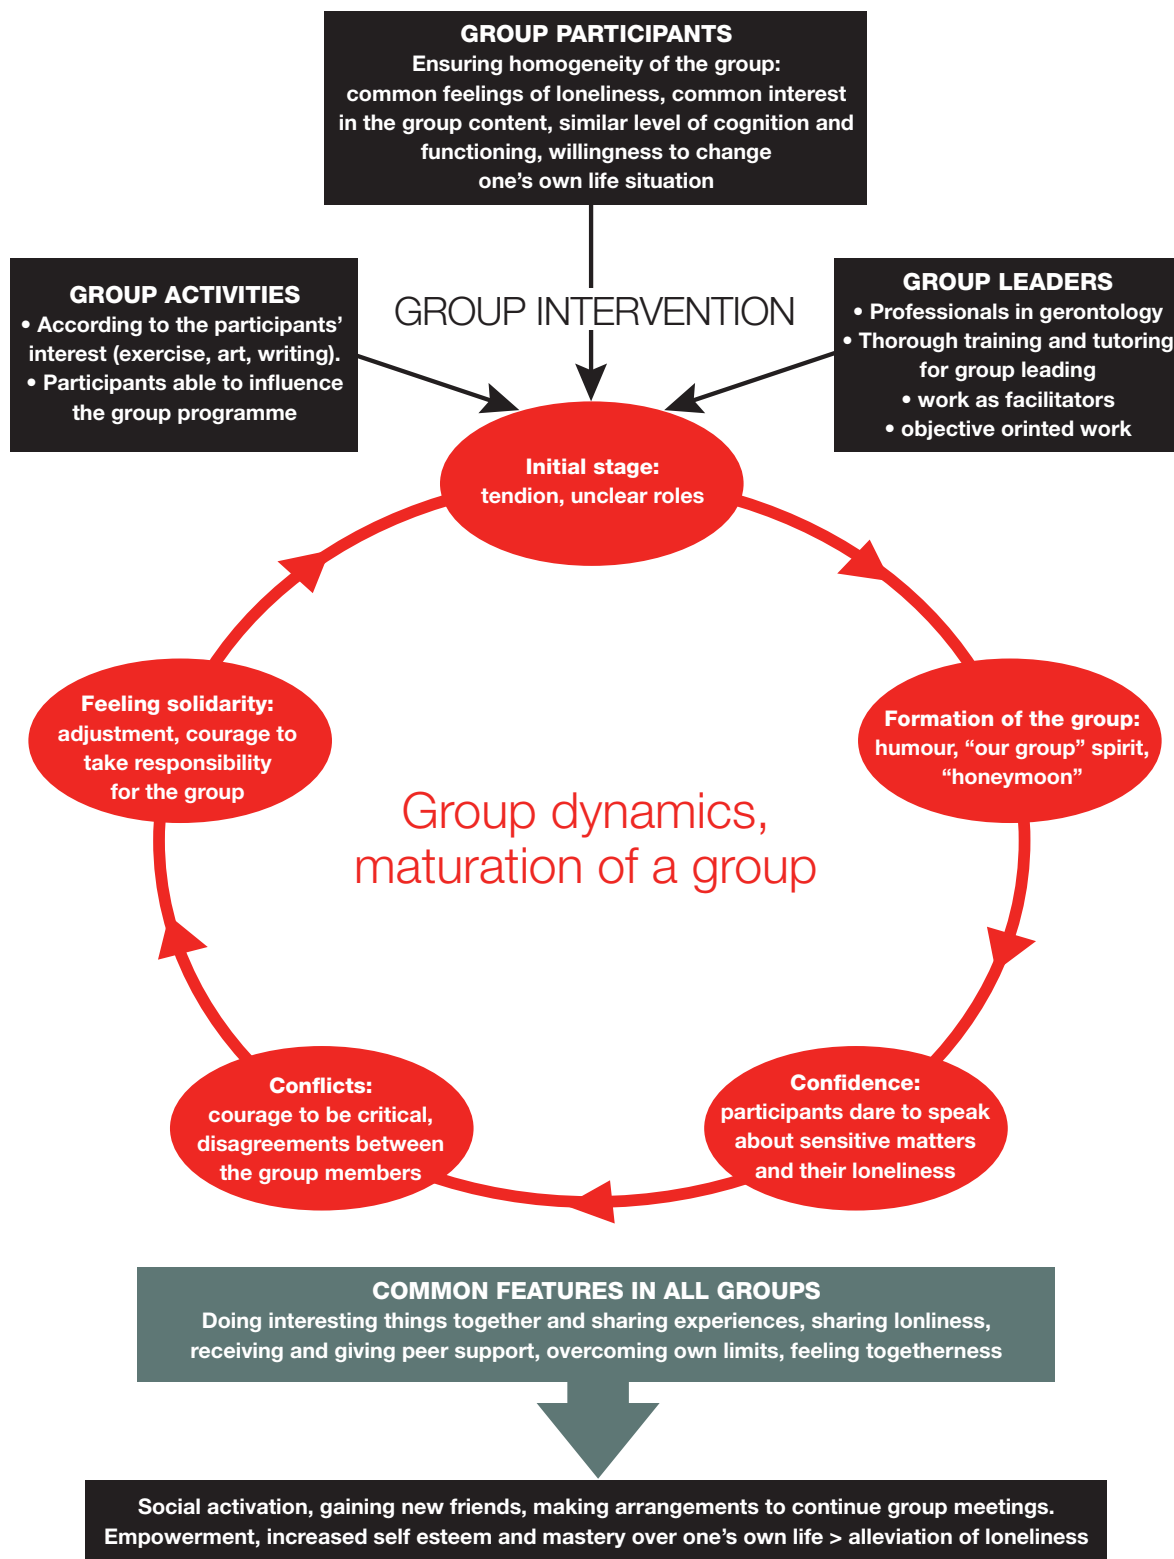 GROUP PARTICIPANTS
Ensuring homogeneity of the group:
common feelings of loneliness, common interest
in the group content, similar level of cognition and
functioning, willingness to change
one’s own life situation
GROUP ACTIVITIES
• According to the participants’
interest (exercise, art, writing).
• Participants able to influence
the group programme
GROUP INTERVENTION
GROUP LEADERS
• Professionals in gerontology
• Thorough training and tutoring
for group leading
• work as facilitators
• objective orinted work
Initial stage:
tendion, unclear roles
Feeling solidarity:
adjustment, courage to
take responsibility
for the group
Formation of the group:
humour, “our group” spirit,
“honeymoon”
Group dynamics,
maturation of a group
Conflicts:
courage to be critical,
disagreements between
the group members
Confidence:
participants dare to speak
about sensitive matters
and their loneliness
COMMON FEATURES IN ALL GROUPS
Doing interesting things together and sharing experiences, sharing lonliness,
receiving and giving peer support, overcoming own limits, feeling togetherness
Social activation, gaining new friends, making arrangements to continue group meetings.
Empowerment, increased self esteem and mastery over one’s own life > alleviation of loneliness